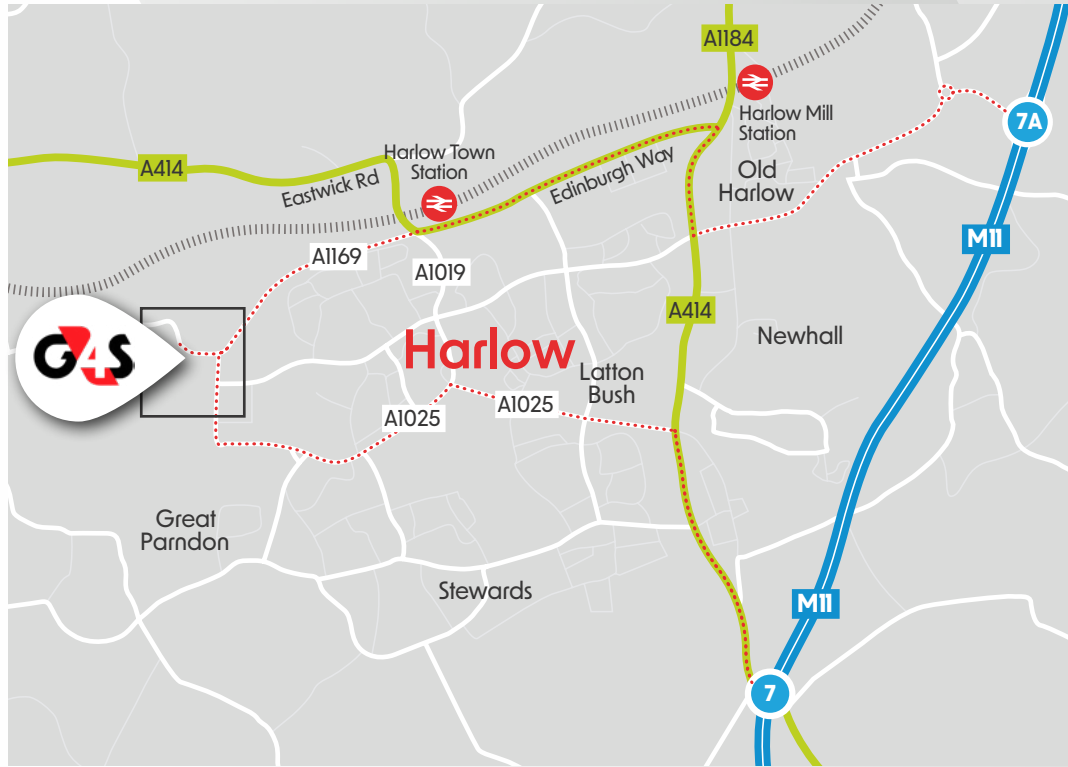 A1184
Harlow Mill
Station
7A
A414
Harlow Town
Station
Eastwick Rd
Edinburgh Way
Old
Harlow
M11
A1169
A1019
G4S
A414
Newhall
Harlow
Latton
Bush
A1025
A1025
Great
Parndon
Stewards
M11
7